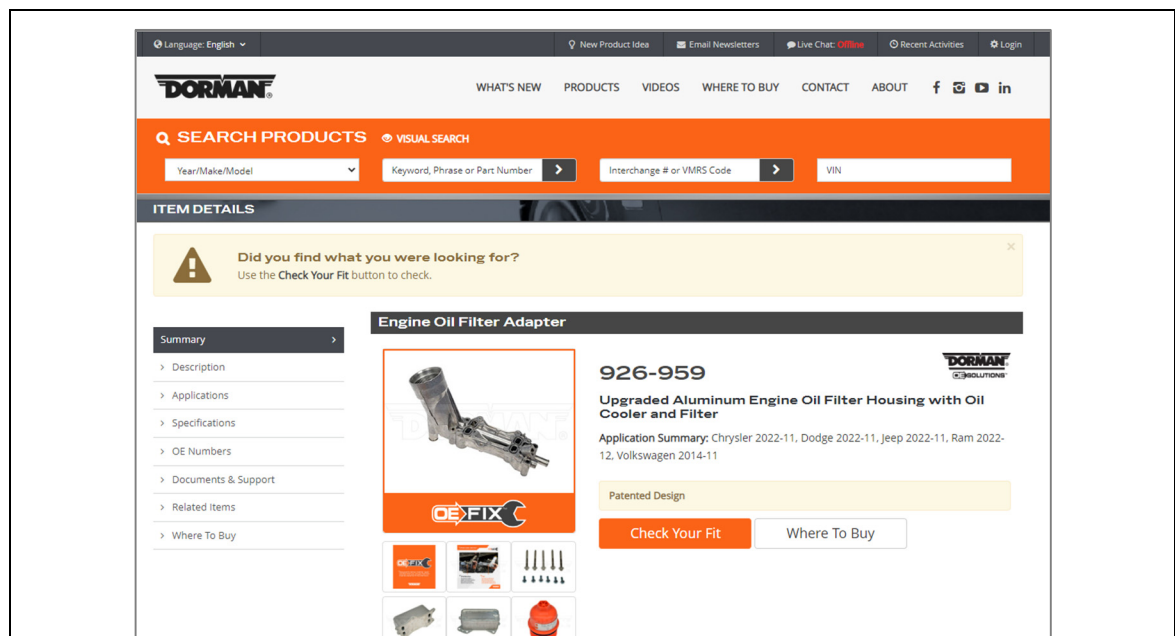 Language: English
New Product Idea
Email Newsletters
Live Chat: Offline
Recent Activities
Login
DORMAN®
WHAT'S NEW
PRODUCTS
VIDEOS
WHERE TO BUY
CONTACT
ABOUT
SEARCH PRODUCTS
VISUAL SEARCH
Year/Make/Model
Keyword, Phrase or Part Number
Interchange # or VMRS Code
VIN
ITEM DETAILS
Did you find what you were looking for?
Use the Check Your Fit button to check.
×
Summary
Description
Applications
Specifications
OE Numbers
Documents & Support
Related Items
Where To Buy
Engine Oil Filter Adapter
DORMAN®
OE FIX
926-959
DORMAN
OE SOLUTIONS
Upgraded Aluminum Engine Oil Filter Housing with Oil
Cooler and Filter
Application Summary: Chrysler 2022-11, Dodge 2022-11, Jeep 2022-11, Ram 2022-
12, Volkswagen 2014-11
Patented Design
Check Your Fit
Where To Buy
OE FIX